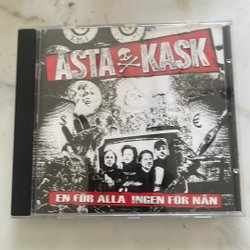 ASTA KASK
EN FÖR ALLA INGEN FÖR NÅN